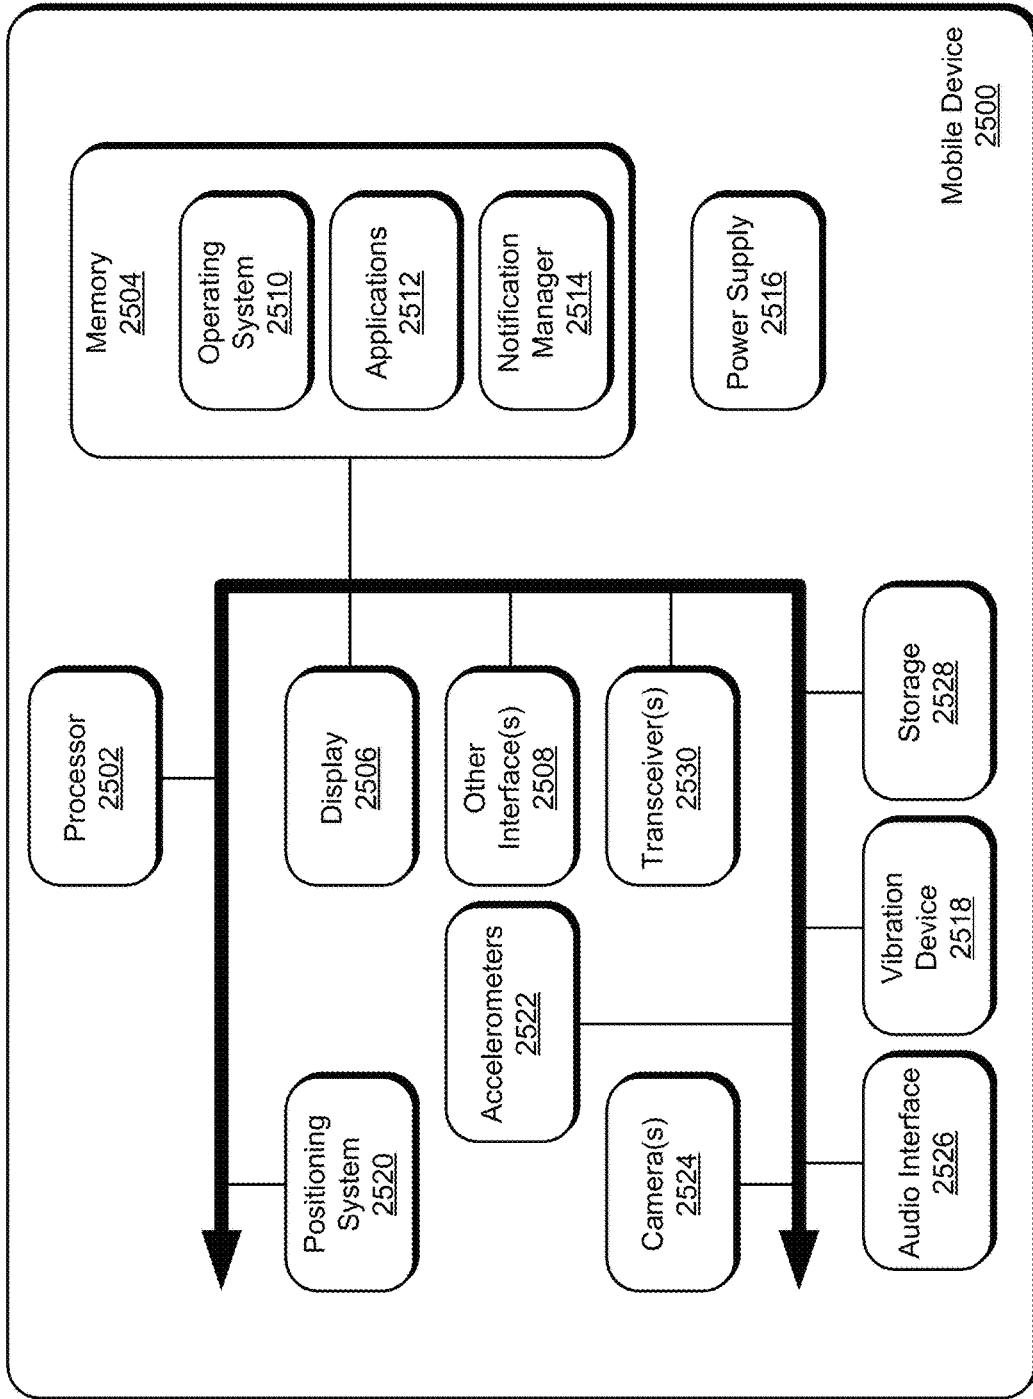 Processor
2502
Memory
2504
Operating
System
2510
Positioning
System
2520
Display
2506
Applications
2512
Accelerometers
2522
Other
Interface(s)
2508
Notification
Manager
2514
Camera(s)
2524
Transceiver(s)
2530
Power Supply
2516
Audio Interface
2526
Vibration
Device
2518
Storage
2528
Mobile Device
2500